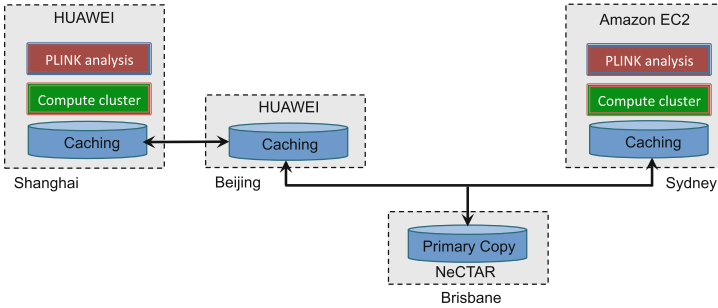 HUAWEI
PLINK analysis
Compute cluster
Caching
Shanghai
HUAWEI
Caching
Beijing
Amazon EC2
PLINK analysis
Compute cluster
Caching
Sydney
Primary Copy
NeCTAR
Brisbane